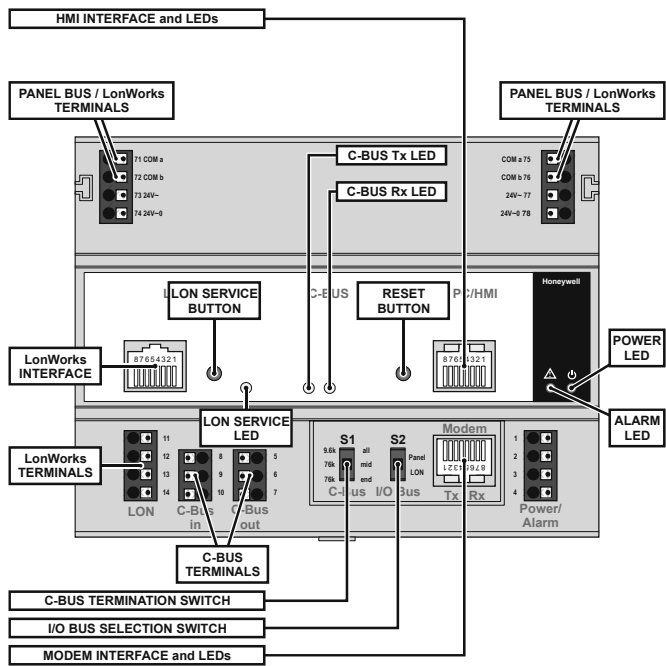 HMI INTERFACE and LEDs
PANEL BUS / LonWorks
TERMINALS
PANEL BUS / LonWorks
TERMINALS
C-BUS Tx LED
C-BUS Rx LED
71 COM a
72 COM b
73 24V~
74 24V~0
COM a 75
COM b 76
24V~ 77
24V~0 78
LON SERVICE
BUTTON
C-BUS
RESET
BUTTON
PC/HMI
Honeywell
LonWorks
INTERFACE
87654321
87654321
POWER
LED
ALARM
LED
LON SERVICE
LED
LonWorks
TERMINALS
11
12
13
14
LON
8
9
10
C-Bus
in
5
6
7
C-Bus
out
S1
9.6k all
76k mid
76k end
C-Bus
S2
Panel
LON
I/O Bus
Modem
87654321
Tx Rx
1
2
3
4
Power/
Alarm
C-BUS
TERMINALS
C-BUS TERMINATION SWITCH
I/O BUS SELECTION SWITCH
MODEM INTERFACE and LEDs